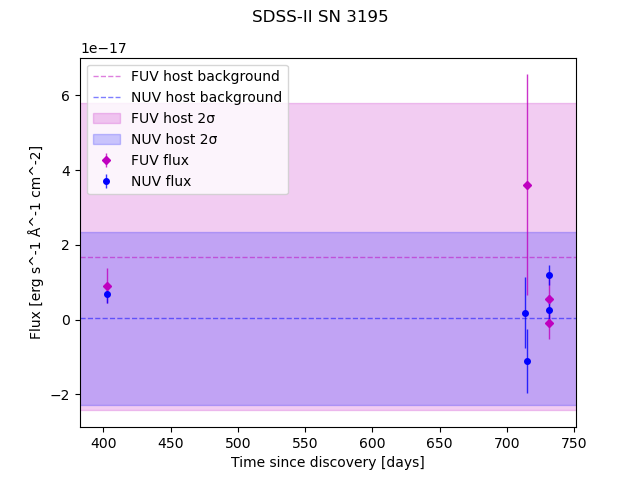 SDSS-II SN 3195
1e−17
FUV host background
NUV host background
FUV host 2σ
NUV host 2σ
FUV flux
NUV flux
6
4
2
0
−2
Flux [erg s^-1 Å^-1 cm^-2]
400
450
500
550
600
650
700
750
Time since discovery [days]